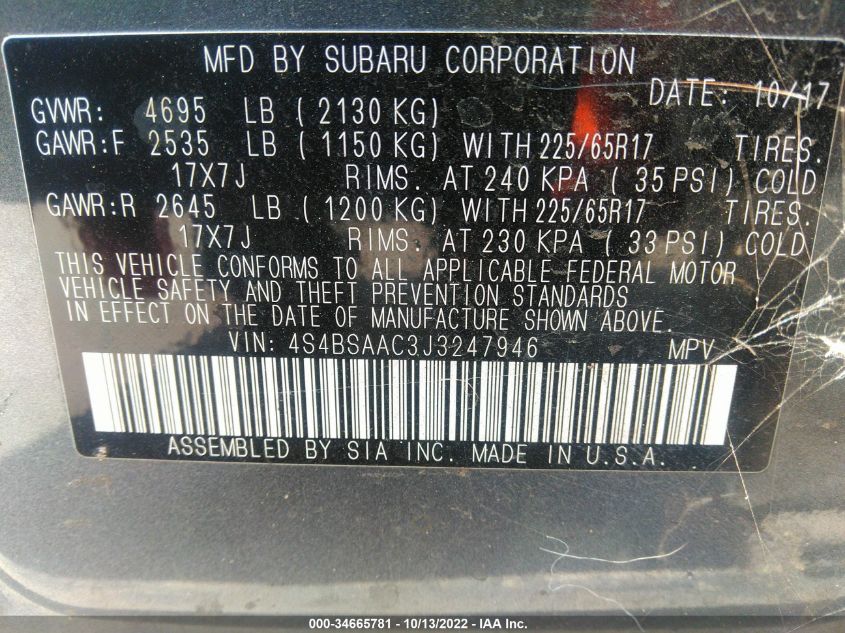 MFD BY SUBARU CORPORATION
DATE: 10/17
GVWR: 4695 LB ( 2130 KG)
GAWR:F 2535 LB ( 1150 KG) WITH 225/65R17 TIRES.
17X7J RIMS. AT 240 KPA ( 35 PSI) COLD
GAWR:R 2645 LB ( 1200 KG) WITH 225/65R17 TIRES.
17X7J RIMS. AT 230 KPA ( 33 PSI) COLD
THIS VEHICLE CONFORMS TO ALL APPLICABLE FEDERAL MOTOR
VEHICLE SAFETY AND THEFT PREVENTION STANDARDS
IN EFFECT ON THE DATE OF MANUFACTURE SHOWN ABOVE.
VIN: 4S4BSAAC3J3247946 MPV
ASSEMBLED BY SIA INC. MADE IN U.S.A.
000-34665781 - 10/13/2022 - IAA Inc.